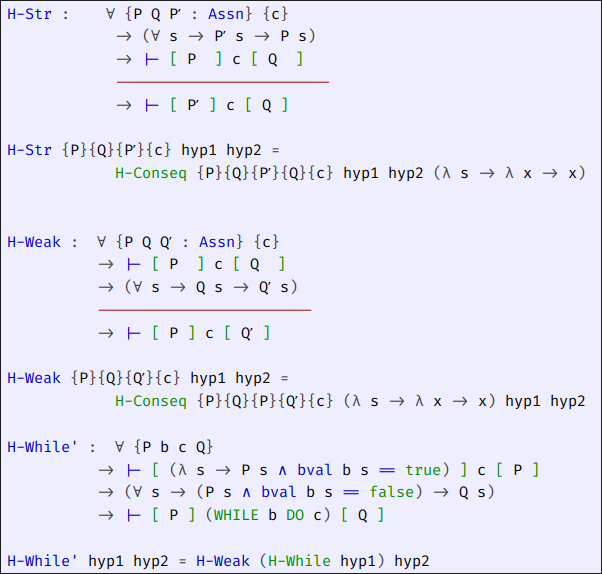 H-Str :    ∀ {P Q P′ : Assn} {c}
           → (∀ s → P′ s → P s)
           → ⊢ [ P  ] c [ Q  ]
           ------------------------
           → ⊢ [ P′ ] c [ Q ]
H-Str {P}{Q}{P′}{c} hyp1 hyp2 =
           H-Conseq {P}{Q}{P′}{Q}{c} hyp1 hyp2 (λ s → λ x → x)
H-Weak :  ∀ {P Q Q′ : Assn} {c}
         → ⊢ [ P  ] c [ Q  ]
         → (∀ s → Q s → Q′ s)
         ------------------------
         → ⊢ [ P ] c [ Q′ ]
H-Weak {P}{Q}{Q′}{c} hyp1 hyp2 =
           H-Conseq {P}{Q}{P}{Q′}{c} (λ s → λ x → x) hyp1 hyp2
H-While' :  ∀ {P b c Q}
         → ⊢ [ (λ s → P s ∧ bval b s == true) ] c [ P ]
         → (∀ s → (P s ∧ bval b s == false) → Q s)
         → ⊢ [ P ] (WHILE b DO c) [ Q ]
H-While' hyp1 hyp2 = H-Weak (H-While hyp1) hyp2